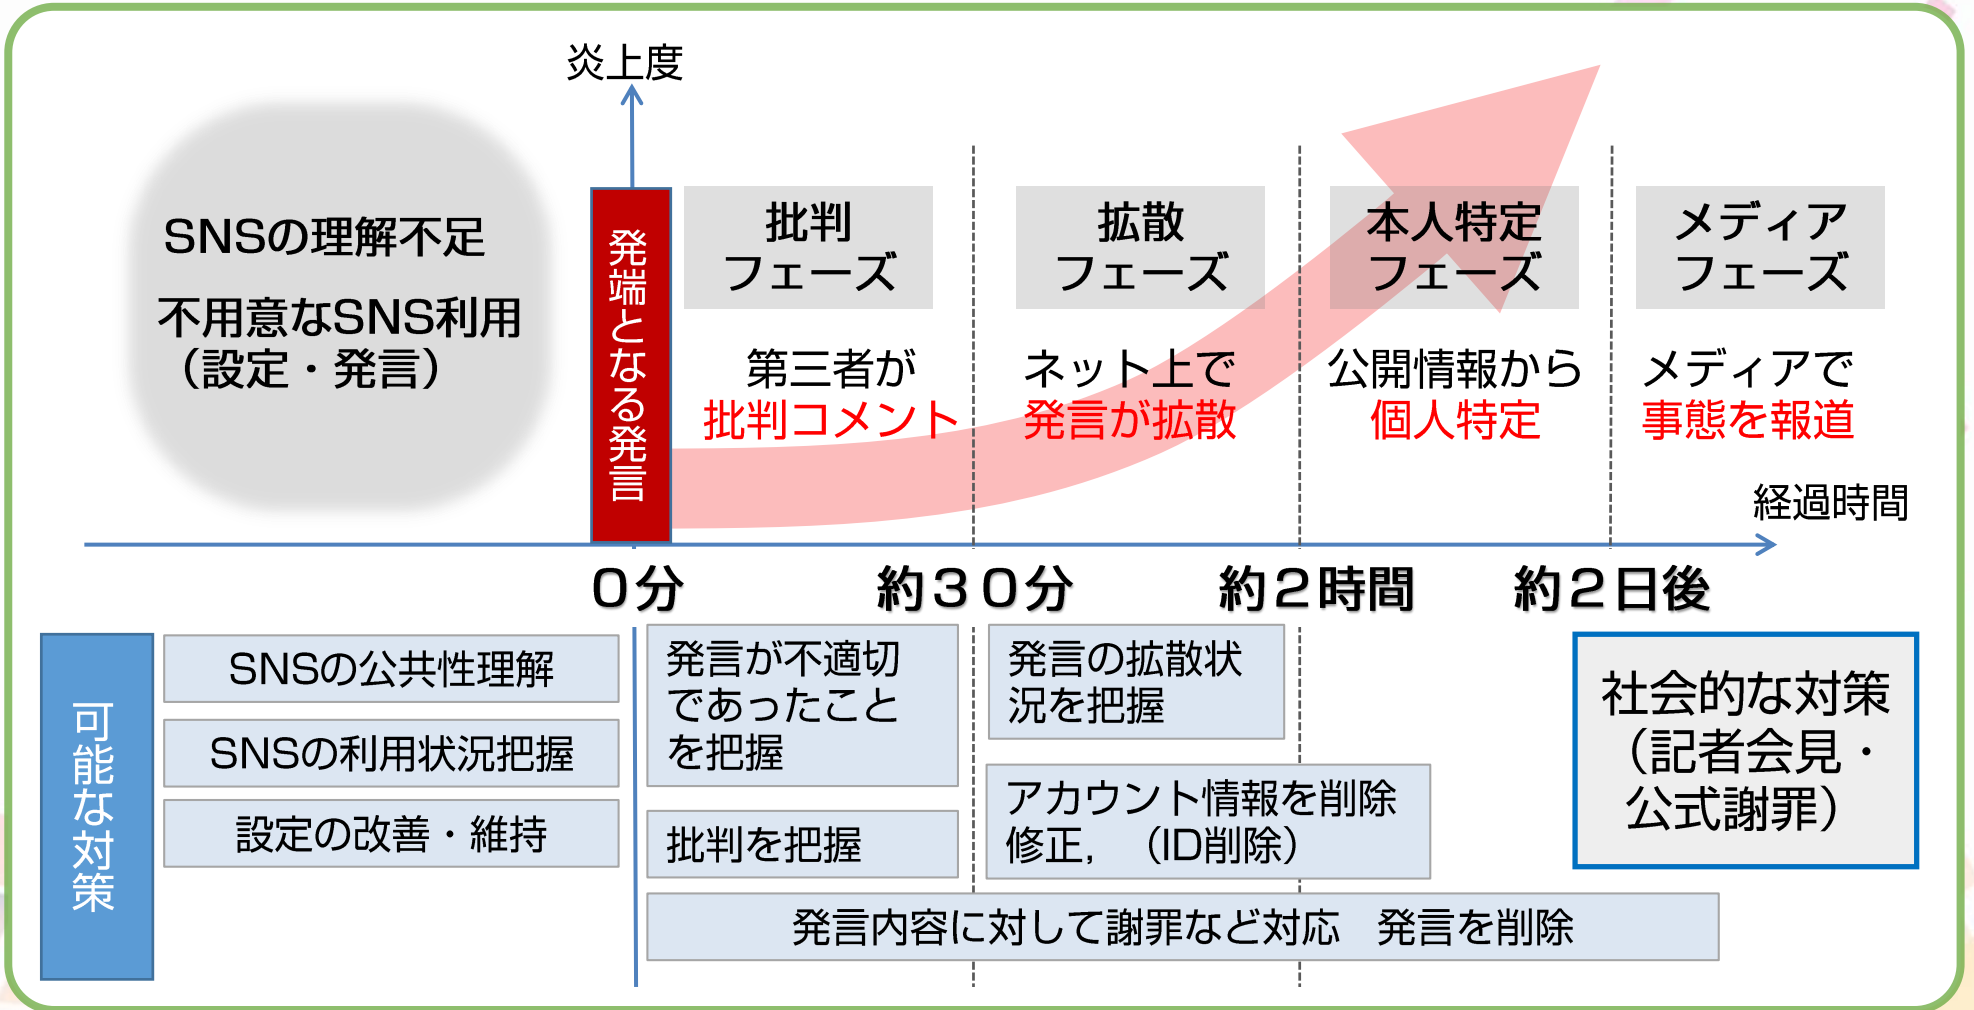 炎上度
SNSの理解不足
不用意なSNS利用
（設定・発言）
発端となる発言
批判
フェーズ
拡散
フェーズ
本人特定
フェーズ
メディア
フェーズ
第三者が
批判コメント
ネット上で
発言が拡散
公開情報から
個人特定
メディアで
事態を報道
経過時間
０分
約３０分
約２時間
約２日後
可能な対策
SNSの公共性理解
SNSの利用状況把握
設定の改善・維持
発言が不適切
であったこと
を把握
批判を把握
発言の拡散状
況を把握
アカウント情報を削除
修正,　（ID削除）
発言内容に対して謝罪など対応　発言を削除
社会的な対策
（記者会見・
公式謝罪）